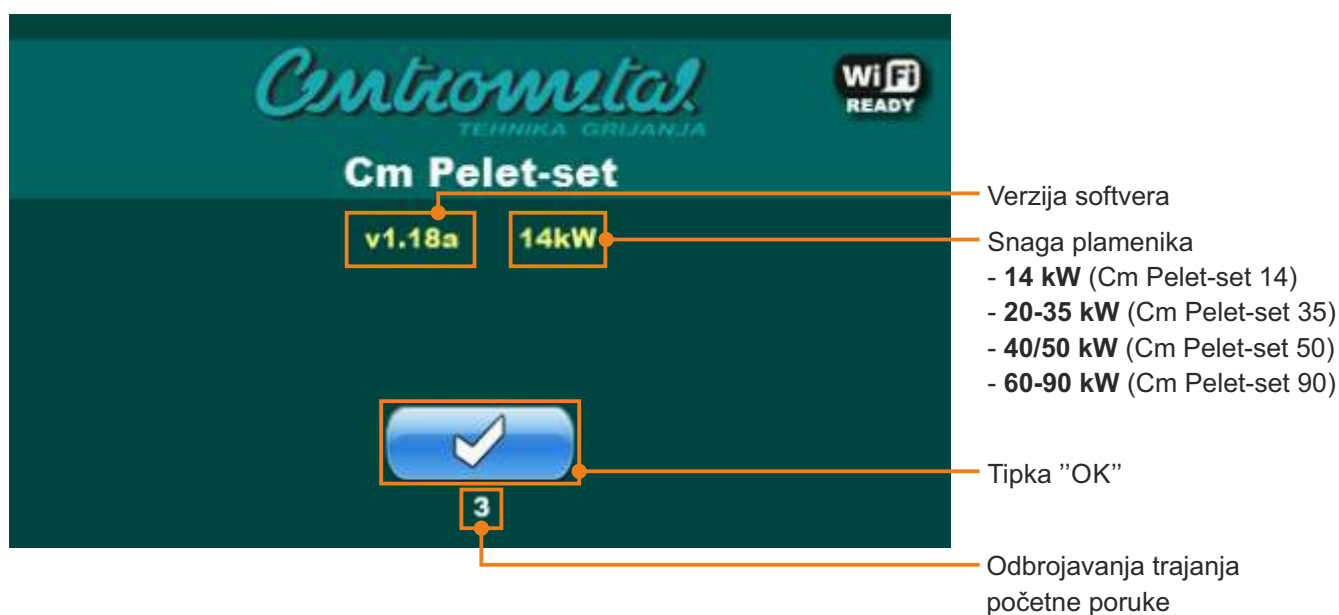 Centrometal
TEHNIKA GRIJANJA
WiFi
READY
Cm Pelet-set
v1.18a
14kW
3
Verzija softvera
Snaga plamenika
- 14 kW (Cm Pelet-set 14)
- 20-35 kW (Cm Pelet-set 35)
- 40/50 kW (Cm Pelet-set 50)
- 60-90 kW (Cm Pelet-set 90)
Tipka ’’OK’’
Odbrojavanja trajanja
početne poruke